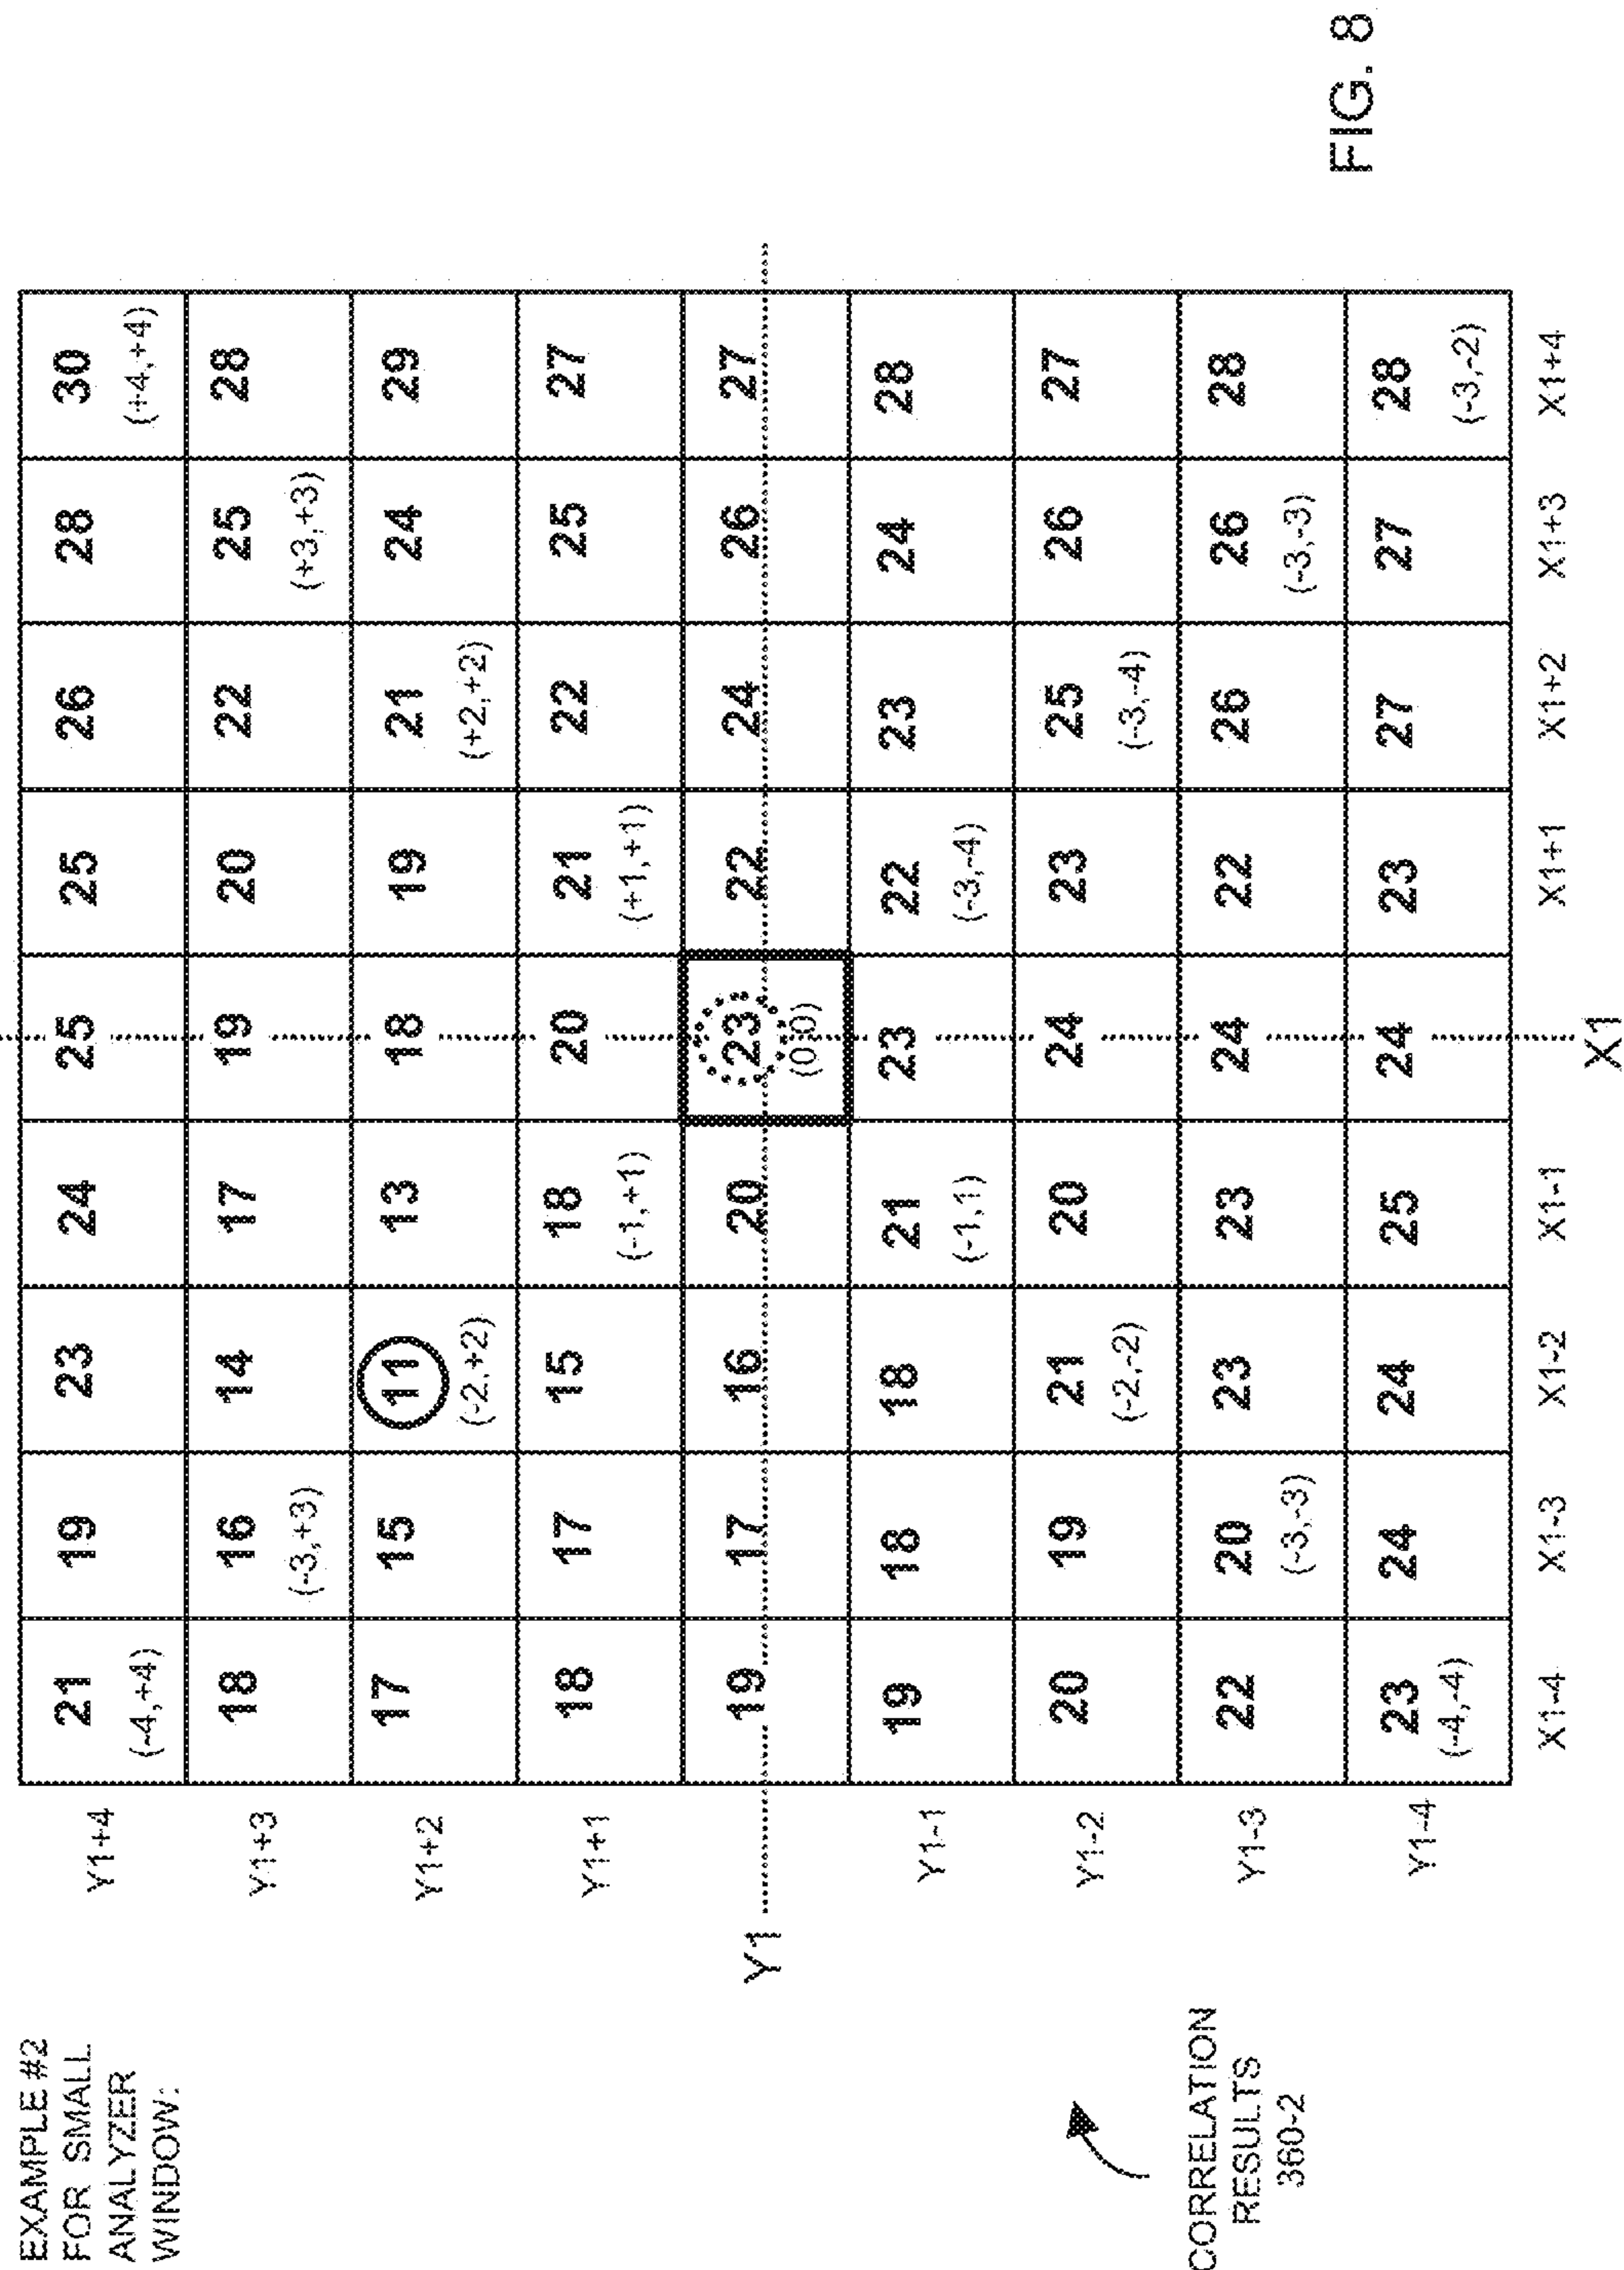 EXAMPLE #2
FOR SMALL
ANALYZER
WINDOW:
Y1+4 21 19 23 24 25 25 26 28 30
(-4,+4) (+4,+4)
Y1+3 18 16 14 17 19 20 22 25 28
(-3,+3) (+3,+3)
Y1+2 17 15 11 13 18 19 21 24 29
(-2,+2) (+2,+2)
Y1+1 18 17 15 18 20 21 22 25 27
(-1,+1) (+1,+1)
Y1 19 17 16 20 23 22 24 26 27
(0,0)
Y1-1 19 18 18 21 23 22 23 24 28
(-1,1) (-3,-4)
Y1-2 20 19 21 20 24 23 25 26 27
(-2,-2) (-3,-4)
Y1-3 22 20 23 23 24 22 26 26 28
(-3,-3) (-3,-3)
Y1-4 23 24 24 25 24 23 27 27 28
(-4,-4) (-3,-2)
X1-4 X1-3 X1-2 X1-1 X1 X1+1 X1+2 X1+3 X1+4
CORRELATION
RESULTS
360-2
FIG. 8